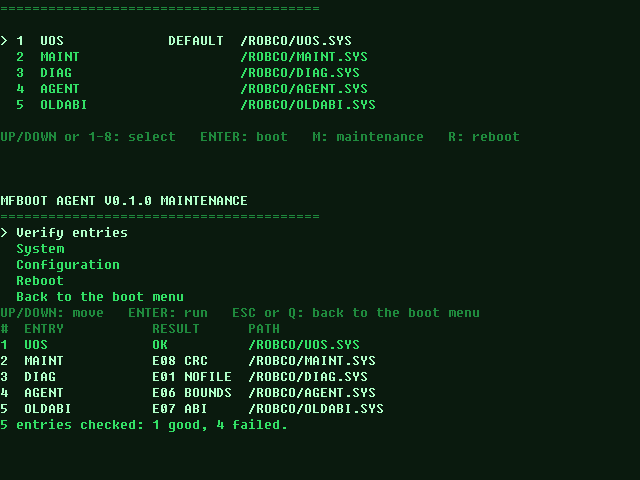 ========================================
> 1  UOS             DEFAULT  /ROBCO/UOS.SYS
  2  MAINT                    /ROBCO/MAINT.SYS
  3  DIAG                     /ROBCO/DIAG.SYS
  4  AGENT                    /ROBCO/AGENT.SYS
  5  OLDABI                   /ROBCO/OLDABI.SYS
UP/DOWN or 1-8: select   ENTER: boot   M: maintenance   R: reboot
MFBOOT AGENT V0.1.0 MAINTENANCE
========================================
> Verify entries
  System
  Configuration
  Reboot
  Back to the boot menu
UP/DOWN: move   ENTER: run   ESC or Q: back to the boot menu
#  ENTRY           RESULT      PATH
1  UOS             OK          /ROBCO/UOS.SYS
2  MAINT           E08 CRC     /ROBCO/MAINT.SYS
3  DIAG            E01 NOFILE  /ROBCO/DIAG.SYS
4  AGENT           E06 BOUNDS  /ROBCO/AGENT.SYS
5  OLDABI          E07 ABI     /ROBCO/OLDABI.SYS
5 entries checked: 1 good, 4 failed.